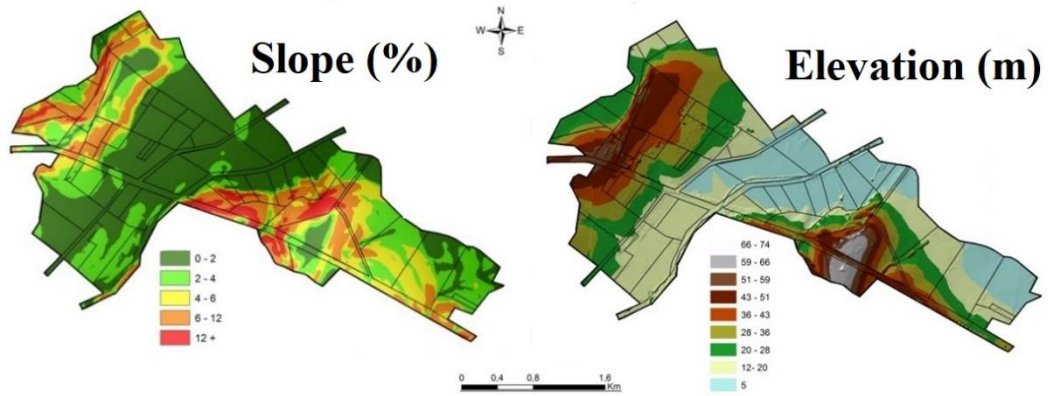 N
W E
S
Slope (%)
Elevation (m)
0 - 2
2 - 4
4 - 6
6 - 12
12 +
66 - 74
59 - 66
51 - 59
43 - 51
36 - 43
28 - 36
20 - 28
12- 20
5
0 0,4 0,8 1,6
Km